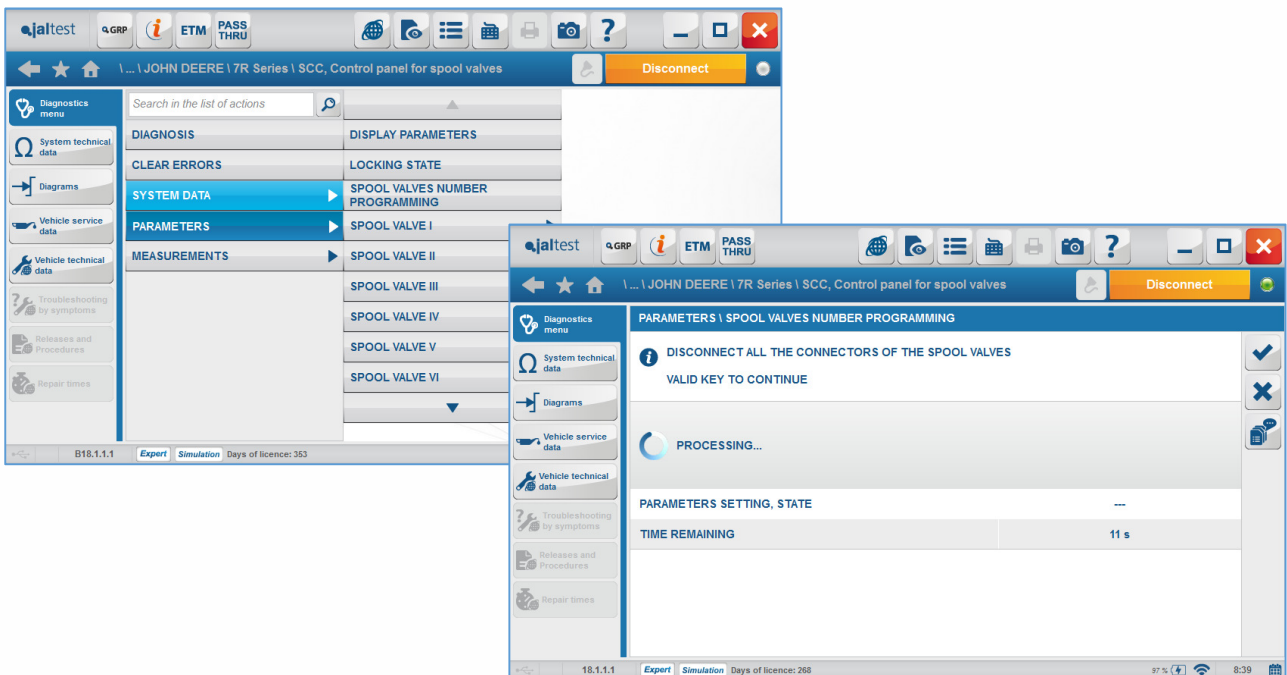 jaltest GRP i ETM PASS THRU ?
\ ... \ JOHN DEERE \ 7R Series \ SCC, Control panel for spool valves Disconnect
Diagnostics menu
System technical data
Diagrams
Vehicle service data
Vehicle technical data
Troubleshooting by symptoms
Releases and Procedures
Repair times
Search in the list of actions
DIAGNOSIS
CLEAR ERRORS
SYSTEM DATA
PARAMETERS
MEASUREMENTS
DISPLAY PARAMETERS
LOCKING STATE
SPOOL VALVES NUMBER
PROGRAMMING
SPOOL VALVE I
SPOOL VALVE II
SPOOL VALVE III
SPOOL VALVE IV
SPOOL VALVE V
SPOOL VALVE VI
B18.1.1.1 Expert Simulation Days of licence: 353
jaltest GRP i ETM PASS THRU ?
\ ... \ JOHN DEERE \ 7R Series \ SCC, Control panel for spool valves Disconnect
Diagnostics menu
System technical data
Diagrams
Vehicle service data
Vehicle technical data
Troubleshooting by symptoms
Releases and Procedures
Repair times
PARAMETERS \ SPOOL VALVES NUMBER PROGRAMMING
i DISCONNECT ALL THE CONNECTORS OF THE SPOOL VALVES
VALID KEY TO CONTINUE
PROCESSING...
PARAMETERS SETTING, STATE ---
TIME REMAINING 11 s
18.1.1.1 Expert Simulation Days of licence: 268 97 % 8:39